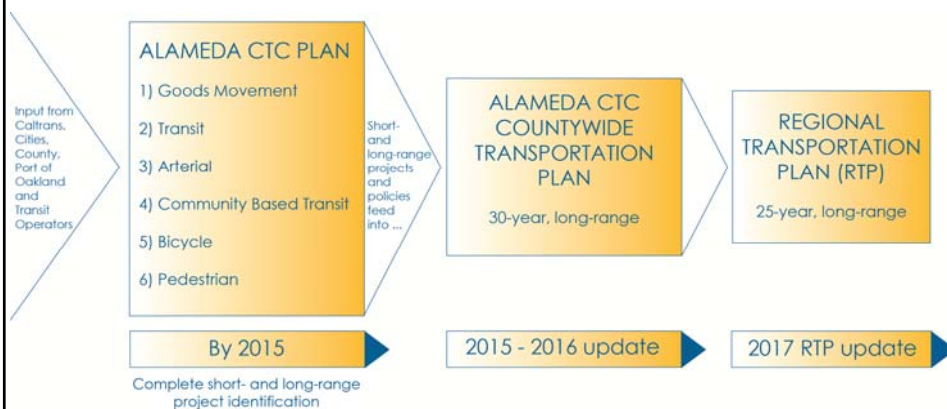 Input from
Caltrans,
Cities,
County,
Port of
Oakland
and
Transit
Operators
ALAMEDA CTC PLAN
1) Goods Movement
2) Transit
3) Arterial
4) Community Based Transit
5) Bicycle
6) Pedestrian
Short-
and
long-range
projects
and
policies
feed
into ...
ALAMEDA CTC
COUNTYWIDE
TRANSPORTATION
PLAN
30-year, long-range
REGIONAL
TRANSPORTATION
PLAN (RTP)
25-year, long-range
By 2015
Complete short- and long-range
project identification
2015 - 2016 update
2017 RTP update